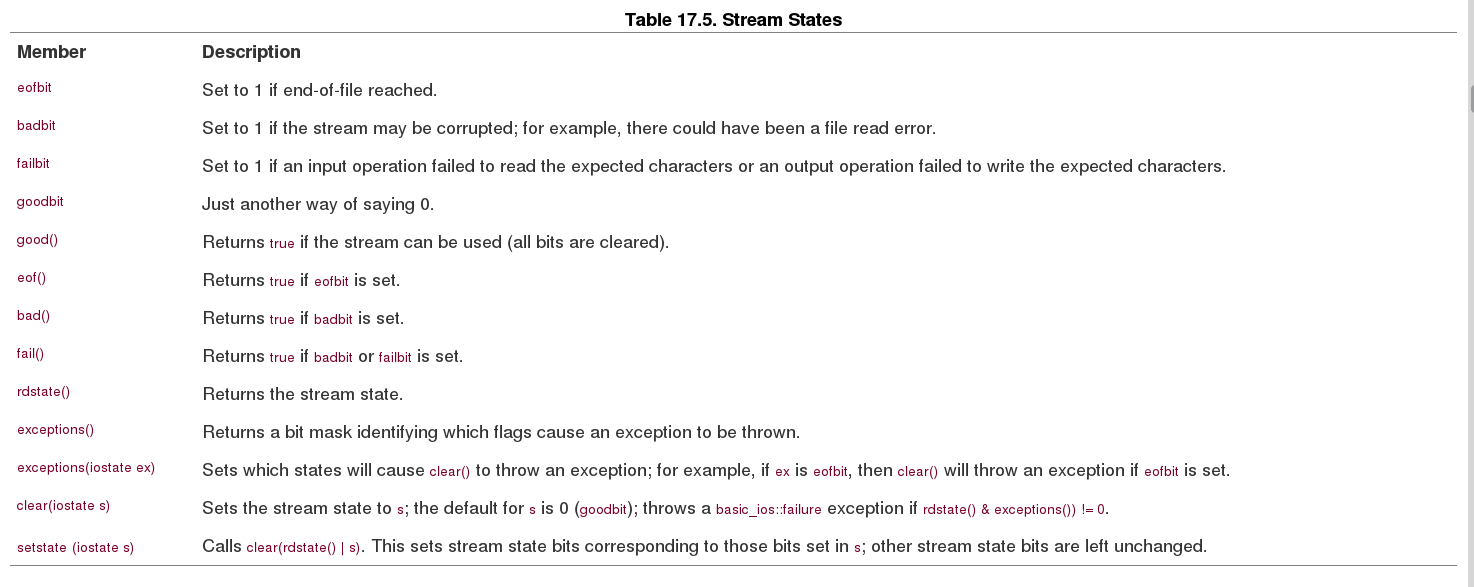 Table 17.5. Stream States
Member Description
eofbit Set to 1 if end-of-file reached.
badbit Set to 1 if the stream may be corrupted; for example, there could have been a file read error.
failbit Set to 1 if an input operation failed to read the expected characters or an output operation failed to write the expected characters.
goodbit Just another way of saying 0.
good() Returns true if the stream can be used (all bits are cleared).
eof() Returns true if eofbit is set.
bad() Returns true if badbit is set.
fail() Returns true if badbit or failbit is set.
rdstate() Returns the stream state.
exceptions() Returns a bit mask identifying which flags cause an exception to be thrown.
exceptions(iostate ex) Sets which states will cause clear() to throw an exception; for example, if ex is eofbit, then clear() will throw an exception if eofbit is set.
clear(iostate s) Sets the stream state to s; the default for s is 0 (goodbit); throws a basic_ios::failure exception if rdstate() & exceptions()) != 0.
setstate (iostate s) Calls clear(rdstate() | s). This sets stream state bits corresponding to those bits set in s; other stream state bits are left unchanged.